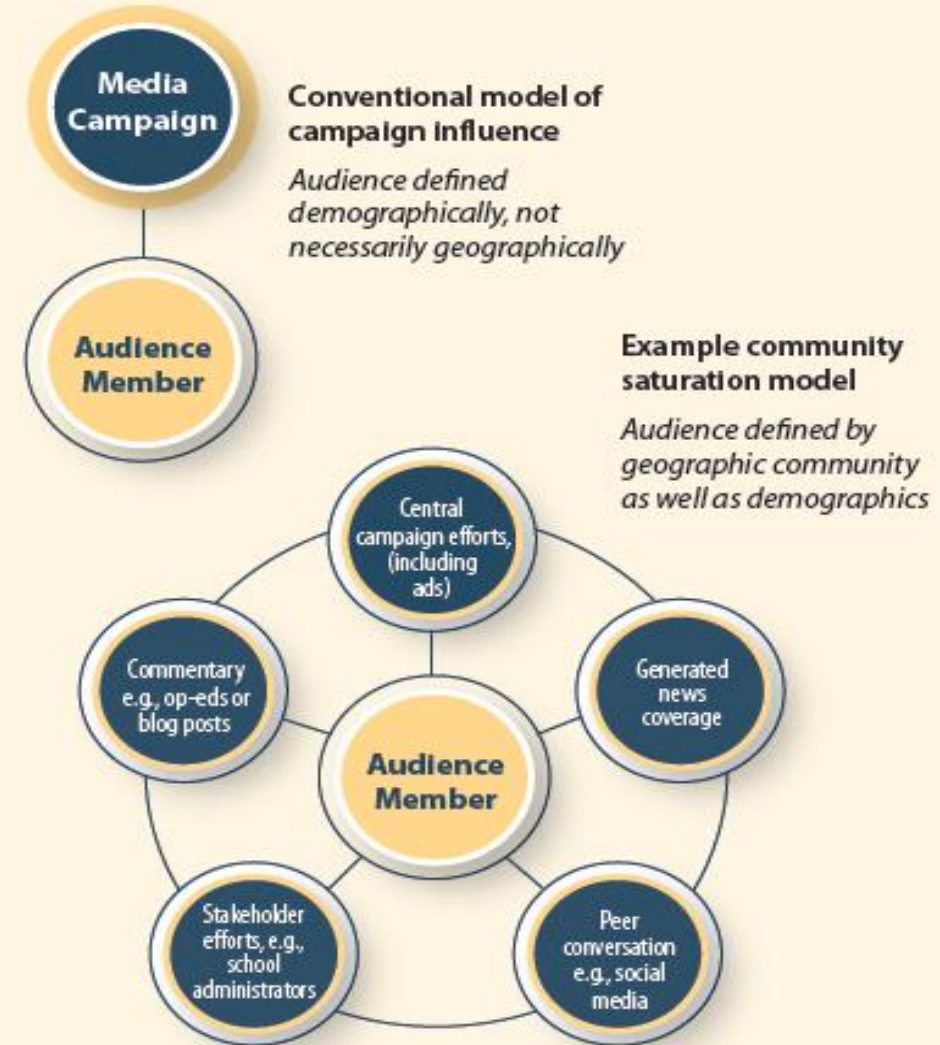 Media
Campaign
Conventional model of
campaign influence
Audience defined
demographically, not
necessarily geographically
Audience
Member
Example community
saturation model
Audience defined by
geographic community
as well as demographics
Central
campaign efforts,
(including
ads)
Commentary
e.g., op-eds or
blog posts
Generated
news
coverage
Audience
Member
Stakeholder
efforts, e.g.,
school
administrators
Peer
conversation
e.g., social
media